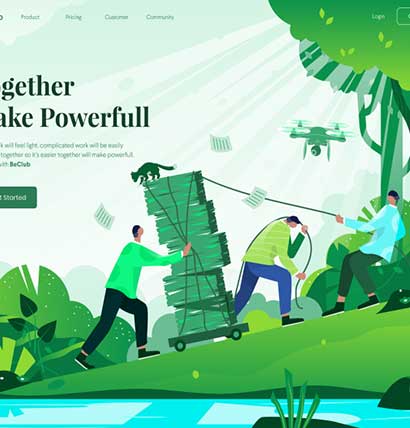 Product Pricing Customer Community Login
ogether
ake Powerfull
k will feel light, complicated work will be easily
together so it's easier together will make powerful.
with BeClub
t Started